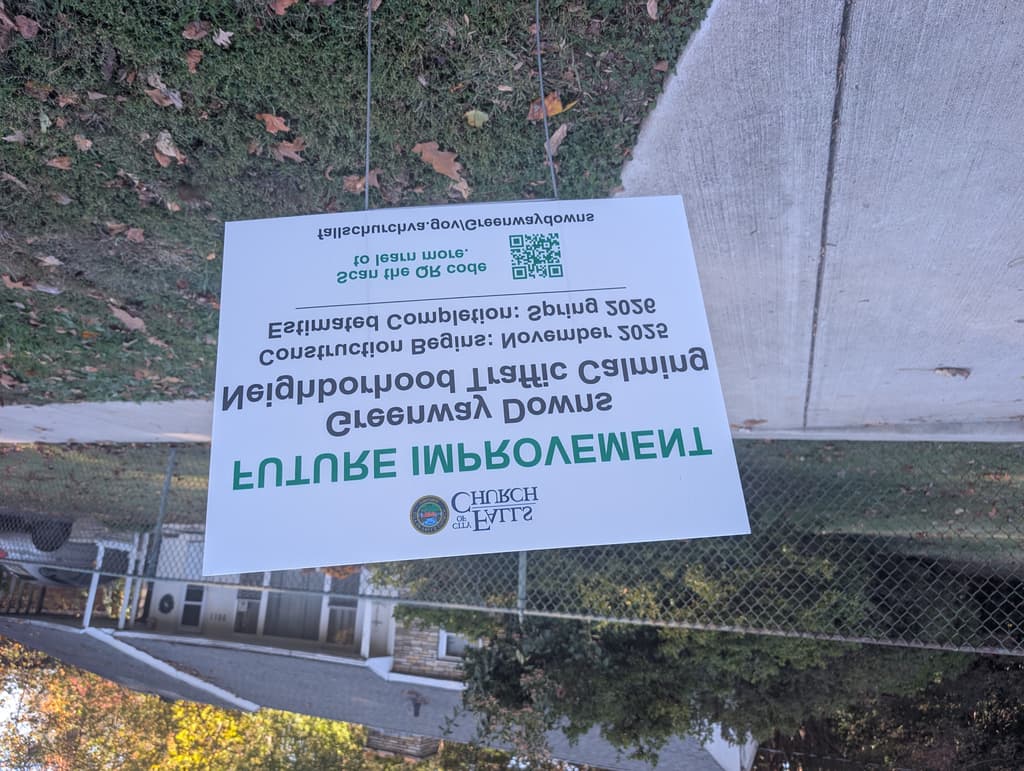 CITY OF FALLS CHURCH
FUTURE IMPROVEMENT
Greenway Downs
Neighborhood Traffic Calming
Construction Begins: November 2025
Estimated Completion: Spring 2026
Scan the QR code
to learn more.
fallschurchva.gov/Greenwaydowns